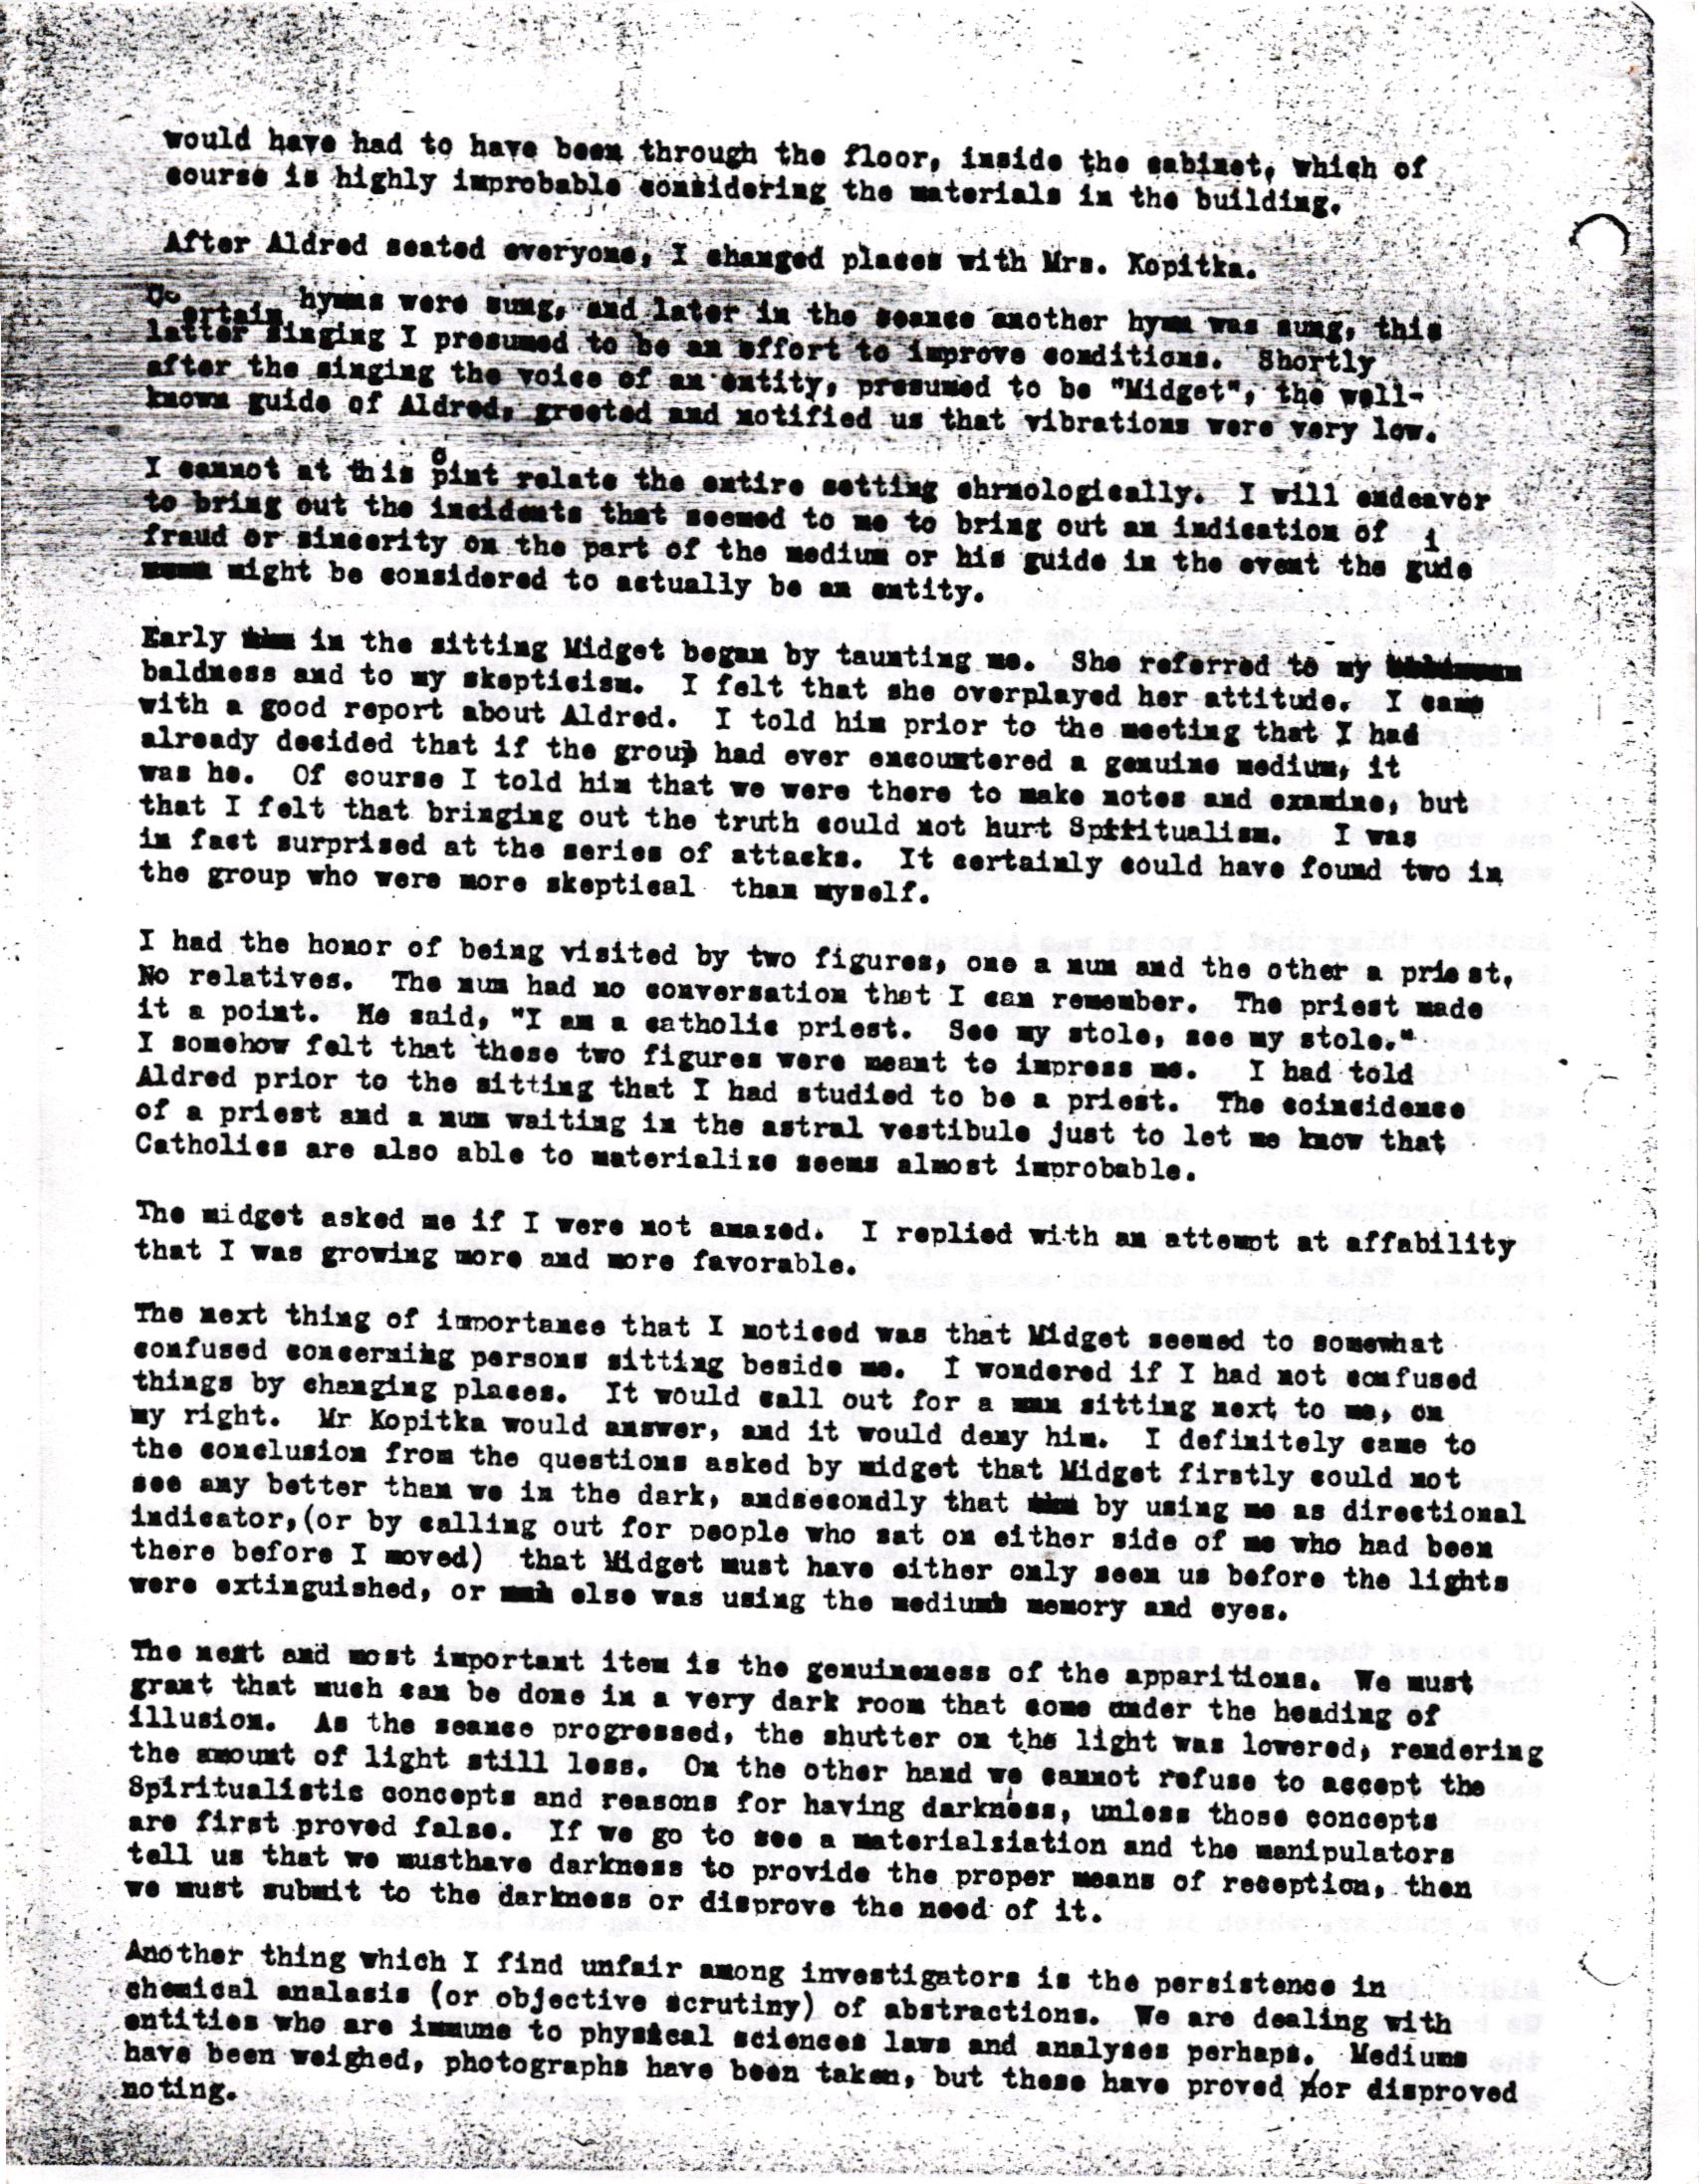 would have had to have been through the floor, inside the cabinet, which of
course is highly improbable considering the materials in the building.
After Aldred seated everyone, I changed places with Mrs. Kopitka.
Certain hymns were sung, and later in the seance another hymn was sung, this
latter singing I presumed to be an effort to improve conditions. Shortly
after the singing the voice of an entity, presumed to be "Midget", the well-
known guide of Aldred, greeted and notified us that vibrations were very low.
I cannot at this point relate the entire setting chrnologically. I will endeavor
to bring out the incidents that seemed to me to bring out an indication of
fraud or sincerity on the part of the medium or his guide in the event the guide
might be considered to actually be an entity.
Early in the sitting Midget began by taunting me. She referred to my
baldness and to my skepticism. I felt that she overplayed her attitude. I came
with a good report about Aldred. I told him prior to the meeting that I had
already decided that if the group had ever encountered a genuine medium, it
was he. Of course I told him that we were there to make notes and examine, but
that I felt that bringing out the truth could not hurt Spiritualism. I was
in fact surprised at the series of attacks. It certainly could have found two in
the group who were more skeptical than myself.
I had the honor of being visited by two figures, one a nun and the other a priest,
No relatives. The nun had no conversation that I can remember. The priest made
it a point. He said, "I am a catholic priest. See my stole, see my stole."
I somehow felt that these two figures were meant to impress me. I had told
Aldred prior to the sitting that I had studied to be a priest. The coincidence
of a priest and a nun waiting in the astral vestibule just to let me know that
Catholics are also able to materialize seems almost improbable.
The midget asked me if I were not amazed. I replied with an attempt at affability
that I was growing more and more favorable.
The next thing of importance that I noticed was that Midget seemed to somewhat
confused concerning persons sitting beside me. I wondered if I had not confused
things by changing places. It would call out for a man sitting next to me, on
my right. Mr Kopitka would answer, and it would deny him. I definitely came to
the conclusion from the questions asked by midget that Midget firstly could not
see any better than we in the dark, andsecondly that by using me as directional
indicator,(or by calling out for people who sat on either side of me who had been
there before I moved) that Midget must have either only seen us before the lights
were extinguished, or else was using the mediums memory and eyes.
The next and most important item is the genuineness of the apparitions. We must
grant that much can be done in a very dark room that come under the heading of
illusion. As the seance progressed, the shutter on the light was lowered, rendering
the amount of light still less. On the other hand we cannot refuse to accept the
Spiritualistic concepts and reasons for having darkness, unless those concepts
are first proved false. If we go to see a materialsiation and the manipulators
tell us that we musthave darkness to provide the proper means of reception, then
we must submit to the darkness or disprove the need of it.
Another thing which I find unfair among investigators is the persistence in
chemical analasis (or objective scrutiny) of abstractions. We are dealing with
entities who are immune to physical sciences laws and analyses perhaps. Mediums
have been weighed, photographs have been taken, but these have proved nor disproved
noting.